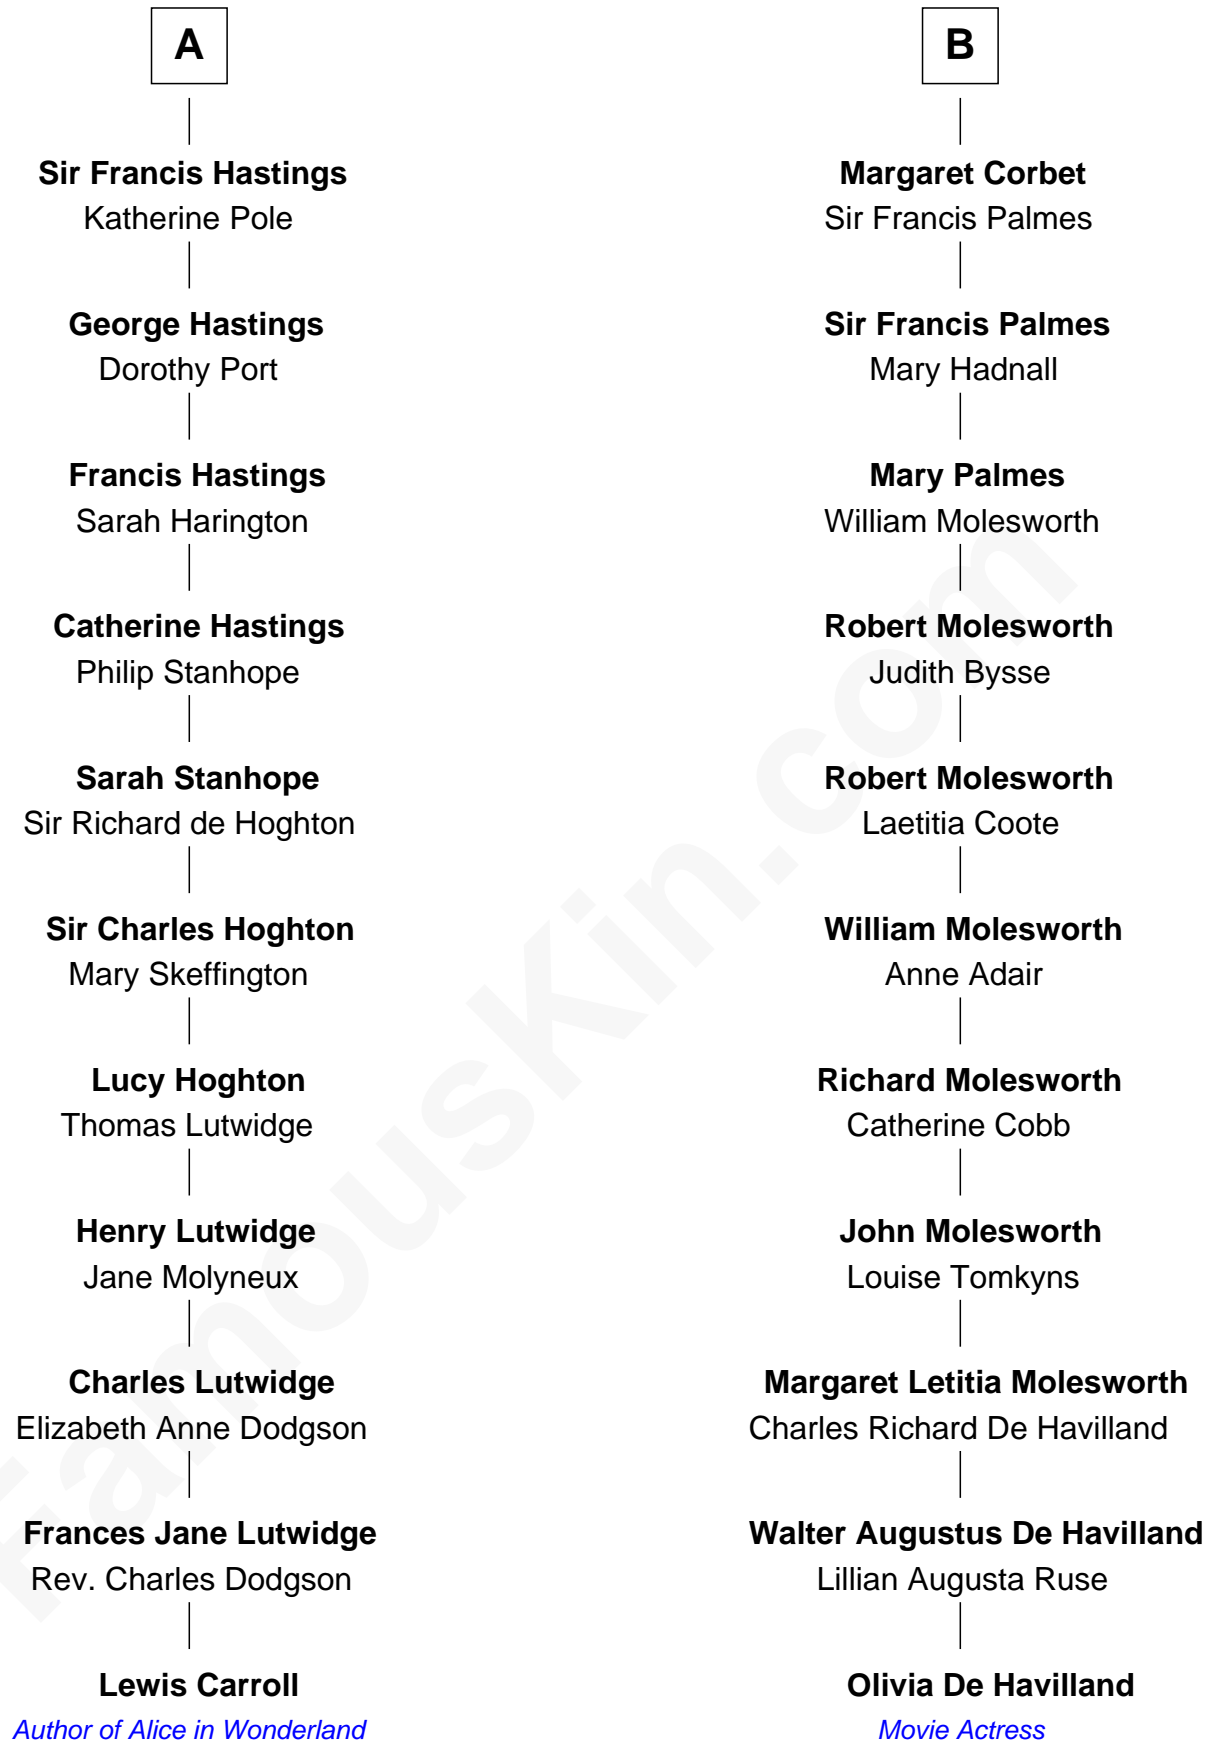 A
Sir Francis Hastings
Katherine Pole
George Hastings
Dorothy Port
Francis Hastings
Sarah Harington
Catherine Hastings
Philip Stanhope
Sarah Stanhope
Sir Richard de Hoghton
Sir Charles Hoghton
Mary Skeffington
Lucy Hoghton
Thomas Lutwidge
Henry Lutwidge
Jane Molyneux
Charles Lutwidge
Elizabeth Anne Dodgson
Frances Jane Lutwidge
Rev. Charles Dodgson
Lewis Carroll
Author of Alice in Wonderland
B
Margaret Corbet
Sir Francis Palmes
Sir Francis Palmes
Mary Hadnall
Mary Palmes
William Molesworth
Robert Molesworth
Judith Bysse
Robert Molesworth
Laetitia Coote
William Molesworth
Anne Adair
Richard Molesworth
Catherine Cobb
John Molesworth
Louise Tomkyns
Margaret Letitia Molesworth
Charles Richard De Havilland
Walter Augustus De Havilland
Lillian Augusta Ruse
Olivia De Havilland
Movie Actress
FamousKin.com